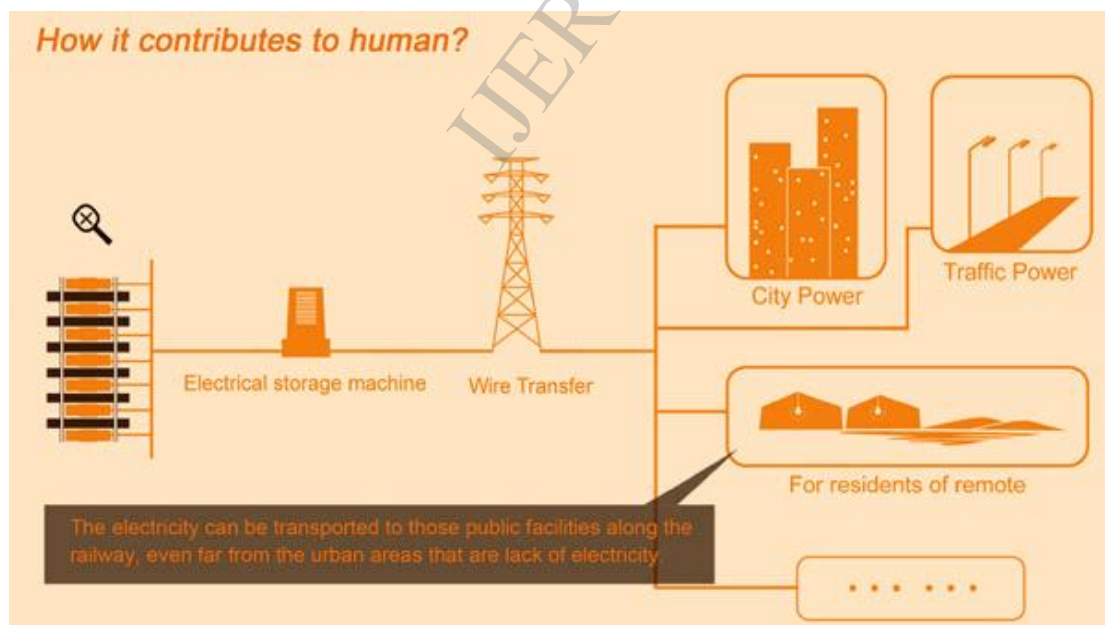 How it contributes to human?
IJER
City Power
Traffic Power
Electrical storage machine
Wire Transfer
For residents of remote
The electricity can be transported to those public facilities along the
railway, even far from the urban areas that are lack of electricity